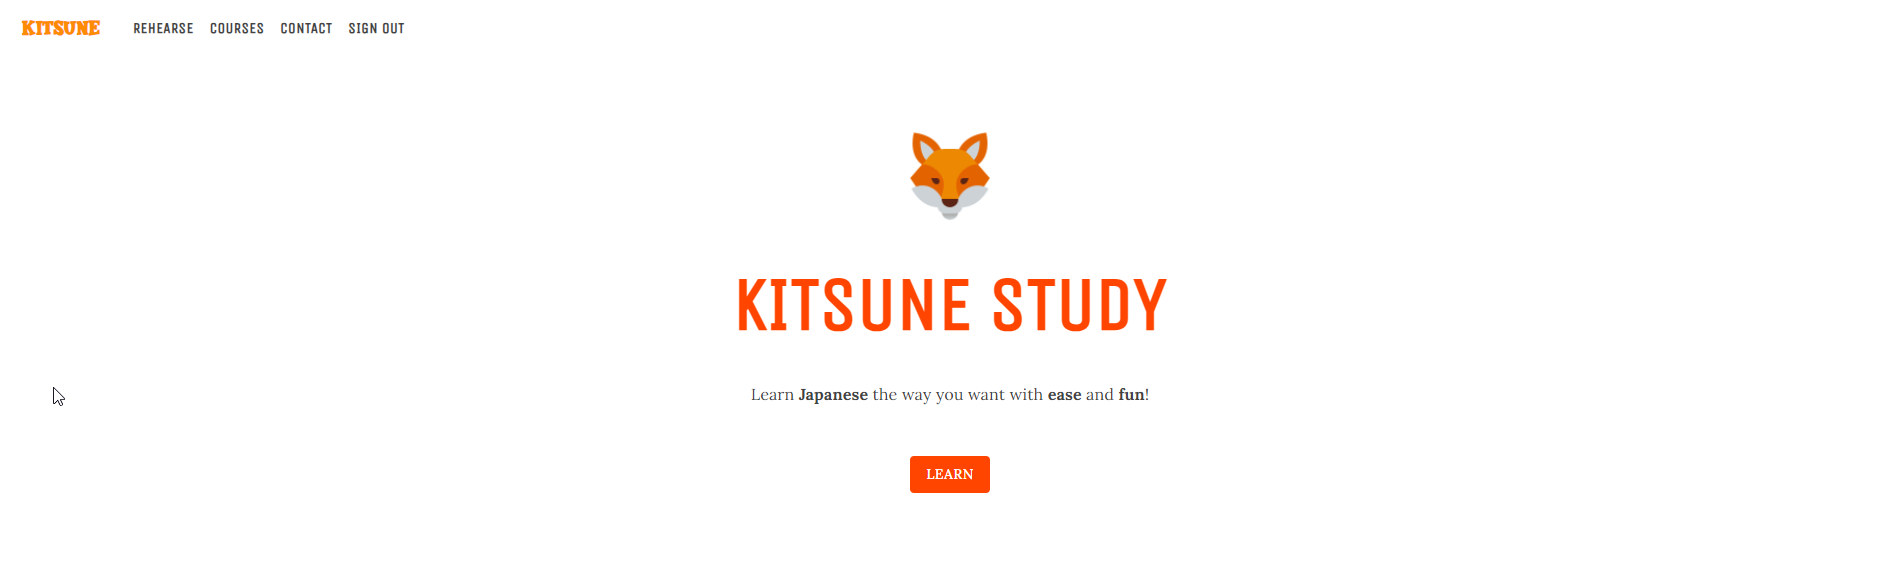 KITSUNE REHEARSE COURSES CONTACT SIGN OUT
KITSUNE STUDY
Learn Japanese the way you want with ease and fun!
LEARN